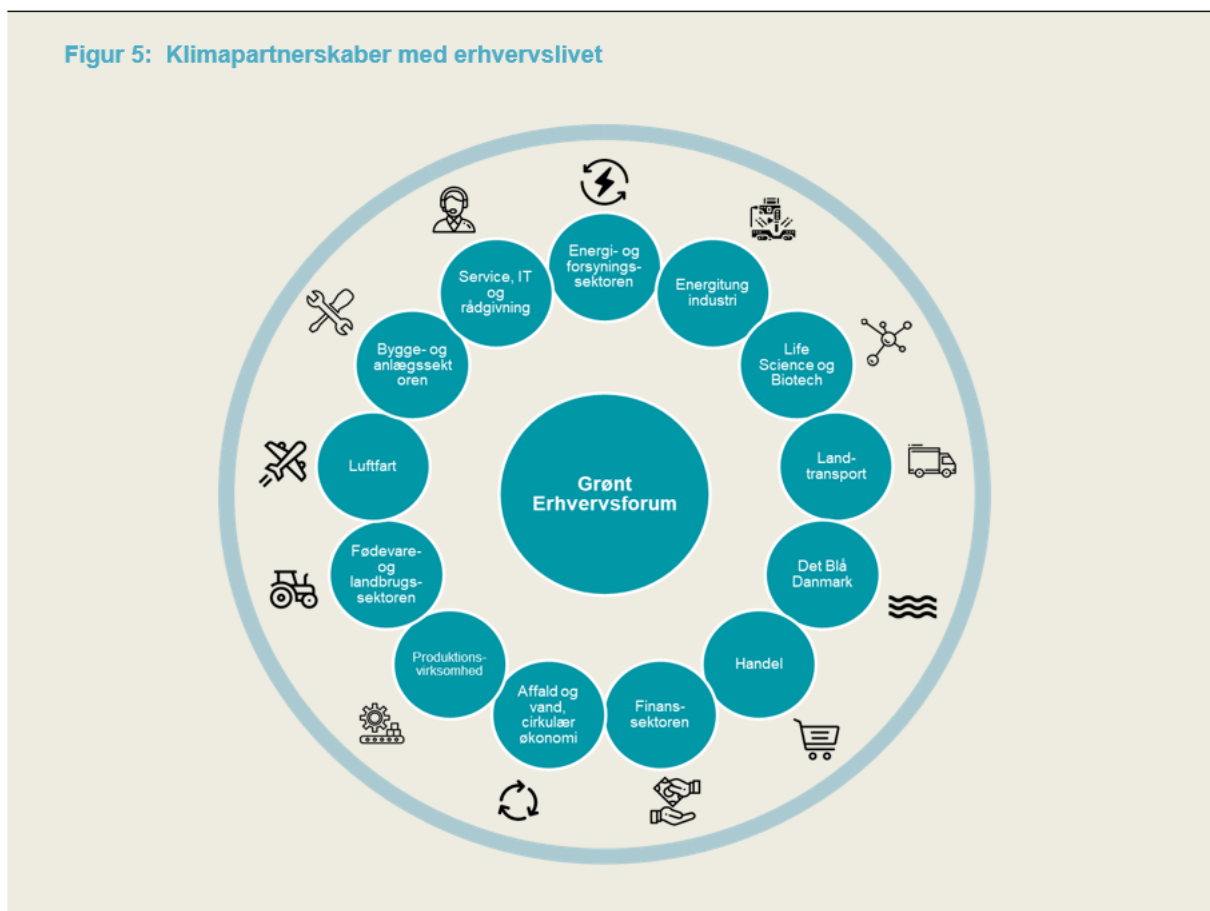 Figur 5: Klimapartnerskaber med erhvervslivet
Energi- og
forsynings-
sektoren
Energitung
industri
Life
Science og
Biotech
Land-
transport
Det Blå
Danmark
Handel
Finans-
sektoren
Affald og
vand,
cirkulær
økonomi
Produktions-
virksomhed
Fødevare-
og
landbrugs-
sektoren
Luftfart
Bygge- og
anlægssekt
oren
Service, IT
og
rådgivning
Grønt
Erhvervsforum